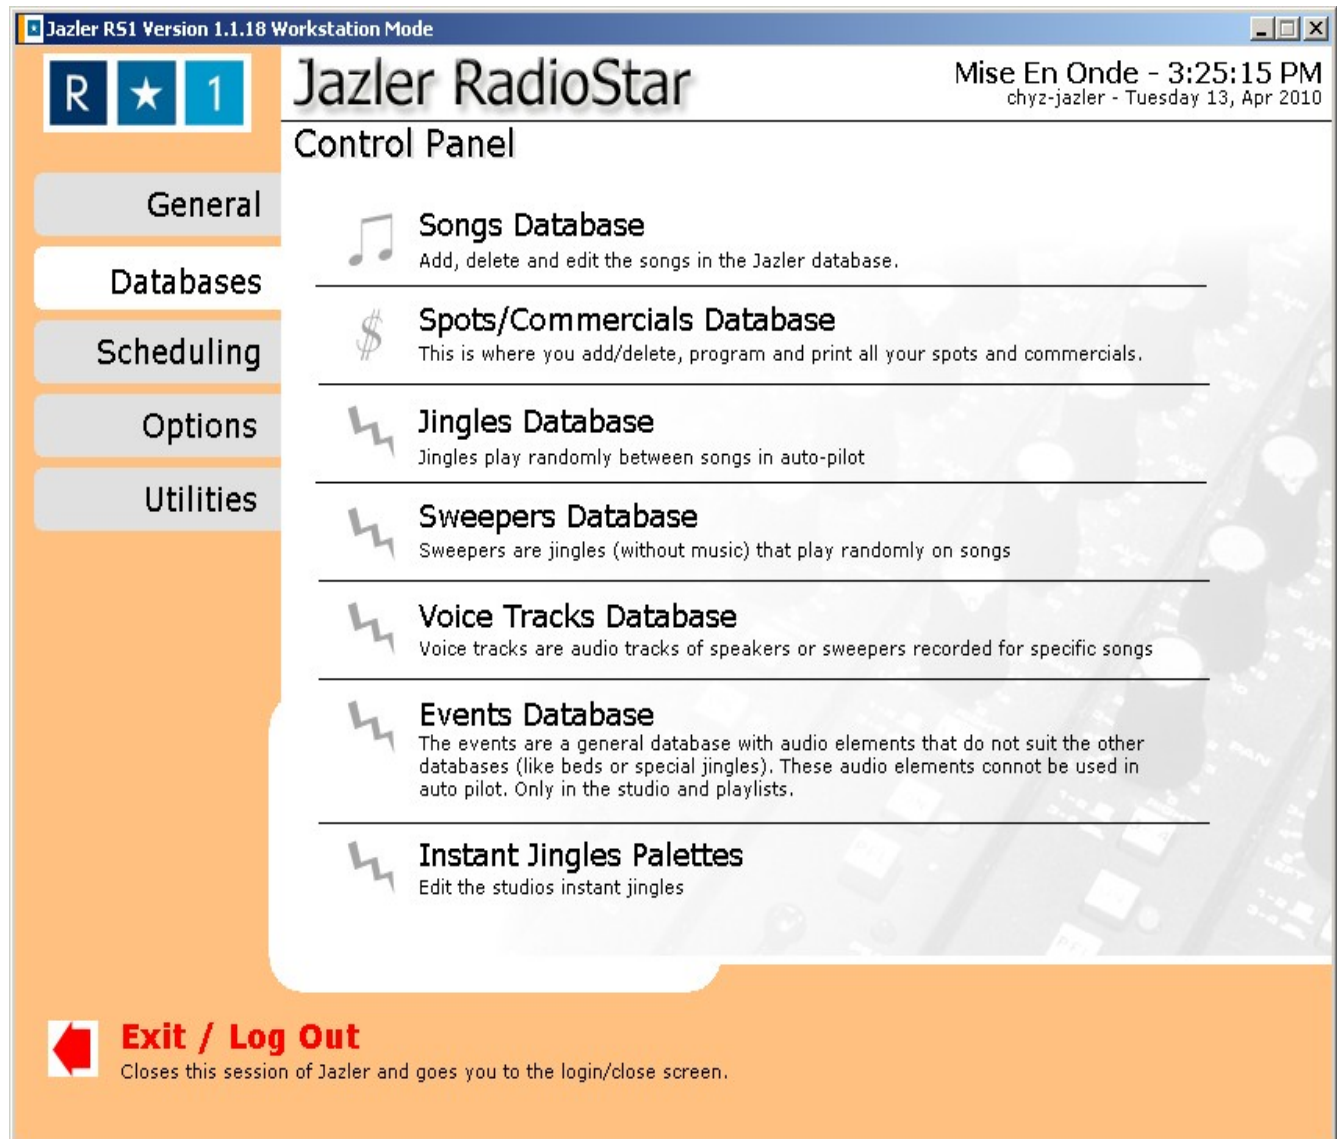 Jazler RS1 Version 1.1.18 Workstation Mode
R ★ 1
Jazler RadioStar
Mise En Onde - 3:25:15 PM
chyz-jazler - Tuesday 13, Apr 2010
Control Panel
General
Databases
Scheduling
Options
Utilities
Songs Database
Add, delete and edit the songs in the Jazler database.
$
Spots/Commercials Database
This is where you add/delete, program and print all your spots and commercials.
Jingles Database
Jingles play randomly between songs in auto-pilot
Sweepers Database
Sweepers are jingles (without music) that play randomly on songs
Voice Tracks Database
Voice tracks are audio tracks of speakers or sweepers recorded for specific songs
Events Database
The events are a general database with audio elements that do not suit the other
databases (like beds or special jingles). These audio elements connot be used in
auto pilot. Only in the studio and playlists.
Instant Jingles Palettes
Edit the studios instant jingles
Exit / Log Out
Closes this session of Jazler and goes you to the login/close screen.